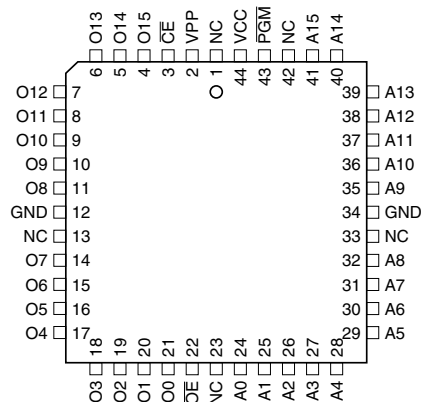 O13 O14 O15 CE VPP NC VCC PGM NC A15 A14
6 5 4 3 2 1 44 43 42 41 40
O12 7 39 A13
O11 8 38 A12
O10 9 37 A11
O9 10 36 A10
O8 11 35 A9
GND 12 34 GND
NC 13 33 NC
O7 14 32 A8
O6 15 31 A7
O5 16 30 A6
O4 17 29 A5
18 19 20 21 22 23 24 25 26 27 28
O3 O2 O1 O0 OE NC A0 A1 A2 A3 A4